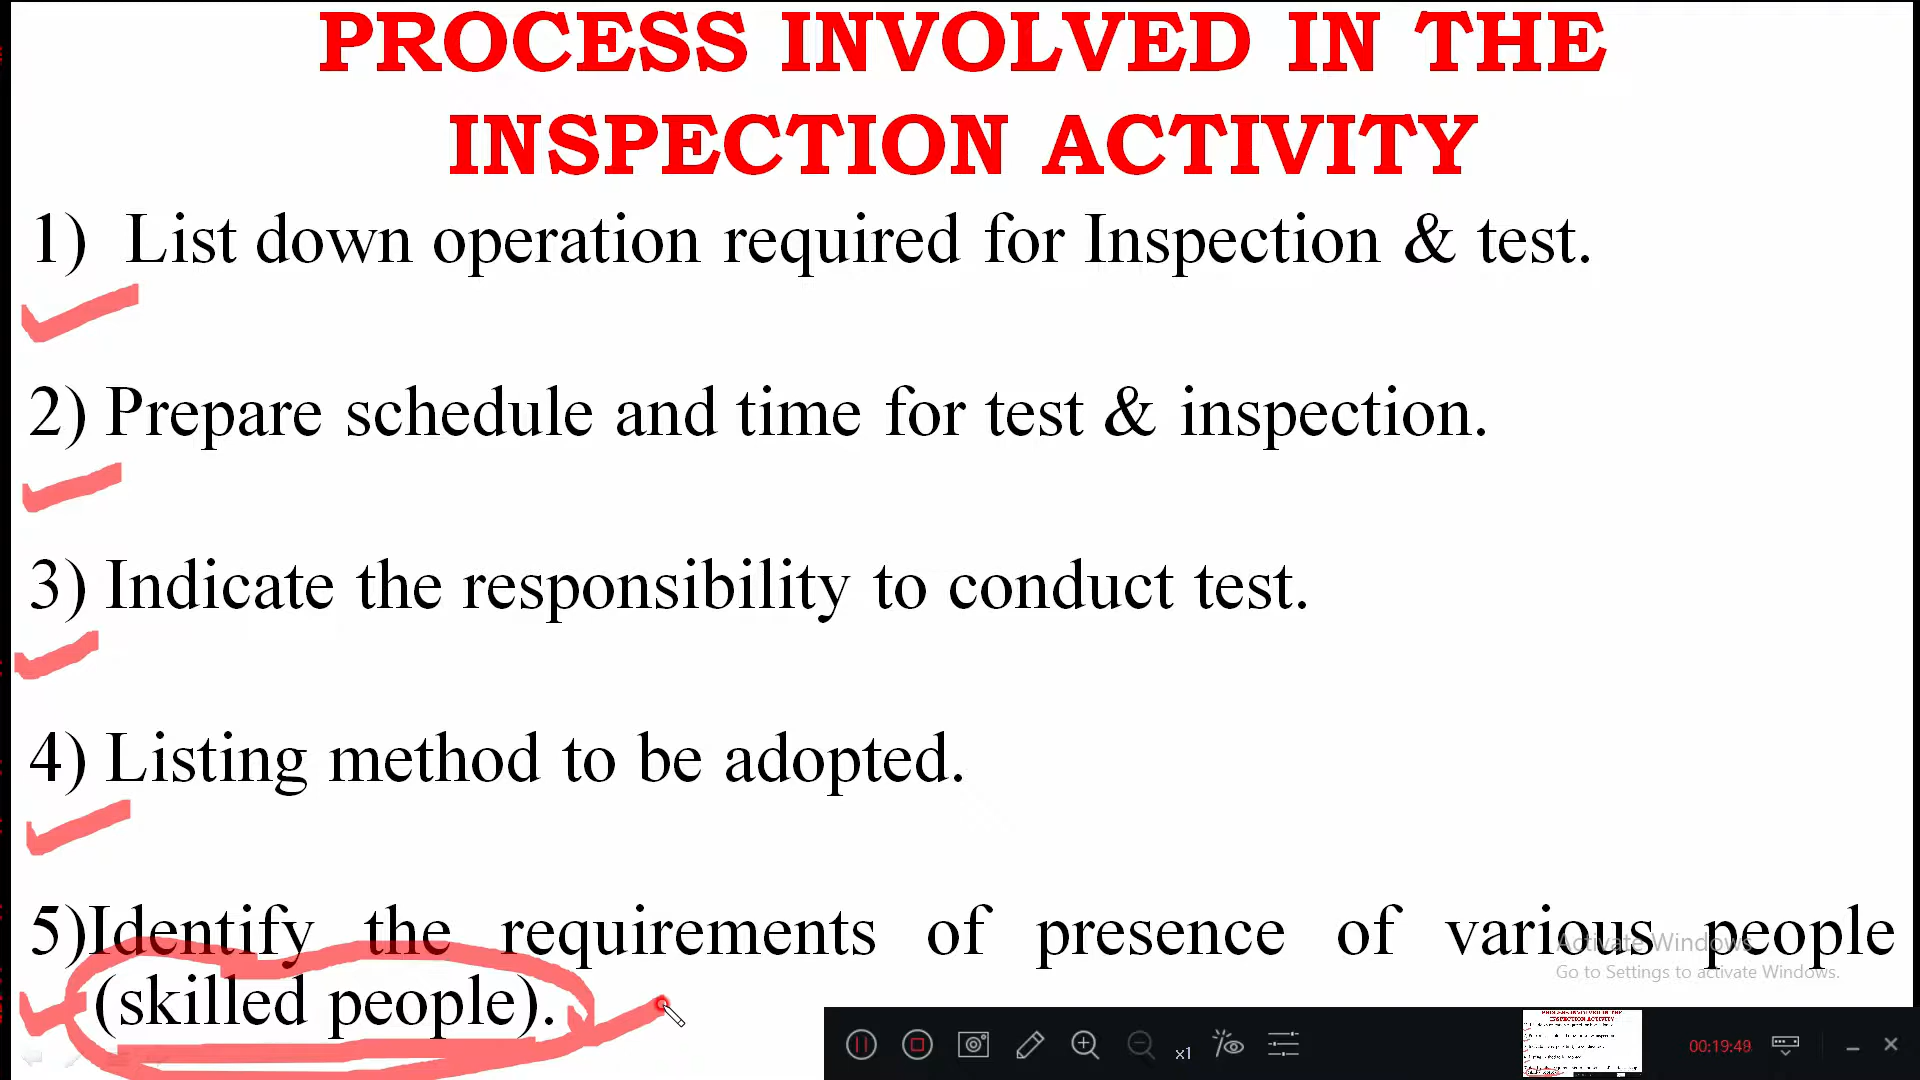 PROCESS INVOLVED IN THE
INSPECTION ACTIVITY
1) List down operation required for Inspection & test.
2) Prepare schedule and time for test & inspection.
3) Indicate the responsibility to conduct test.
4) Listing method to be adopted.
5)Identify the requirements of presence of various people
(skilled people).
Activate Windows
Go to Settings to activate Windows.
x1
00:19:49